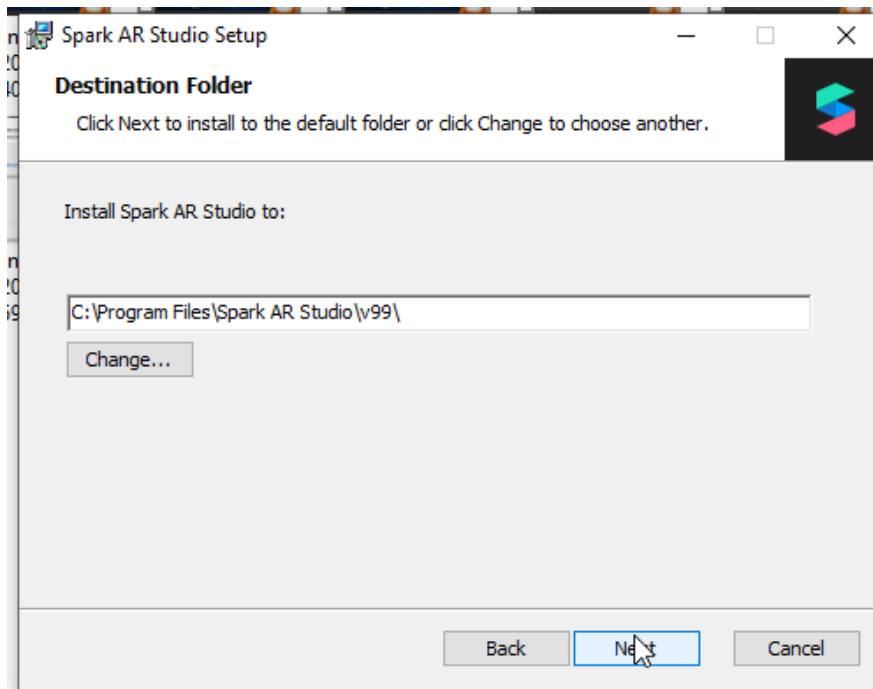 Spark AR Studio Setup
Destination Folder
Click Next to install to the default folder or click Change to choose another.
Install Spark AR Studio to:
C:\Program Files\Spark AR Studio\v99\
Change...
Back Next Cancel